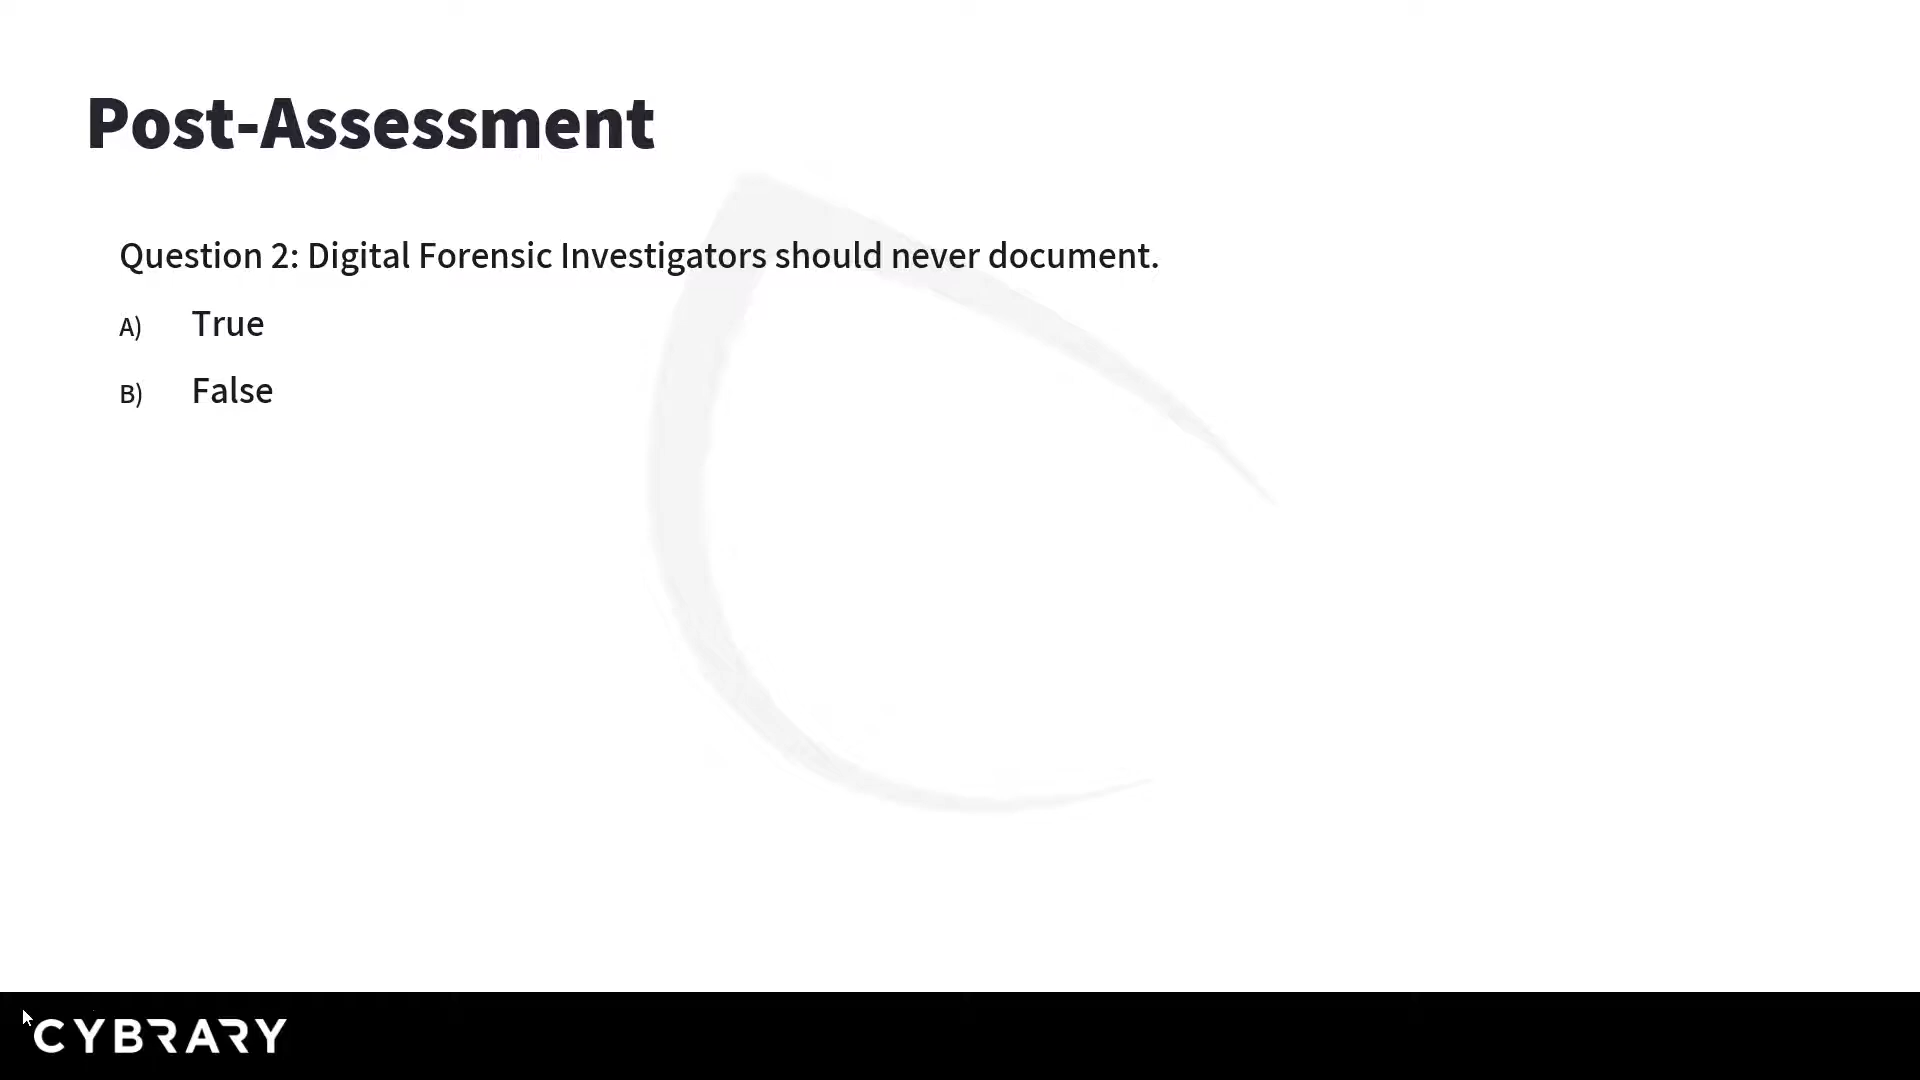 Post-Assessment
Question 2: Digital Forensic Investigators should never document.
A) True
B) False
CYBRARY